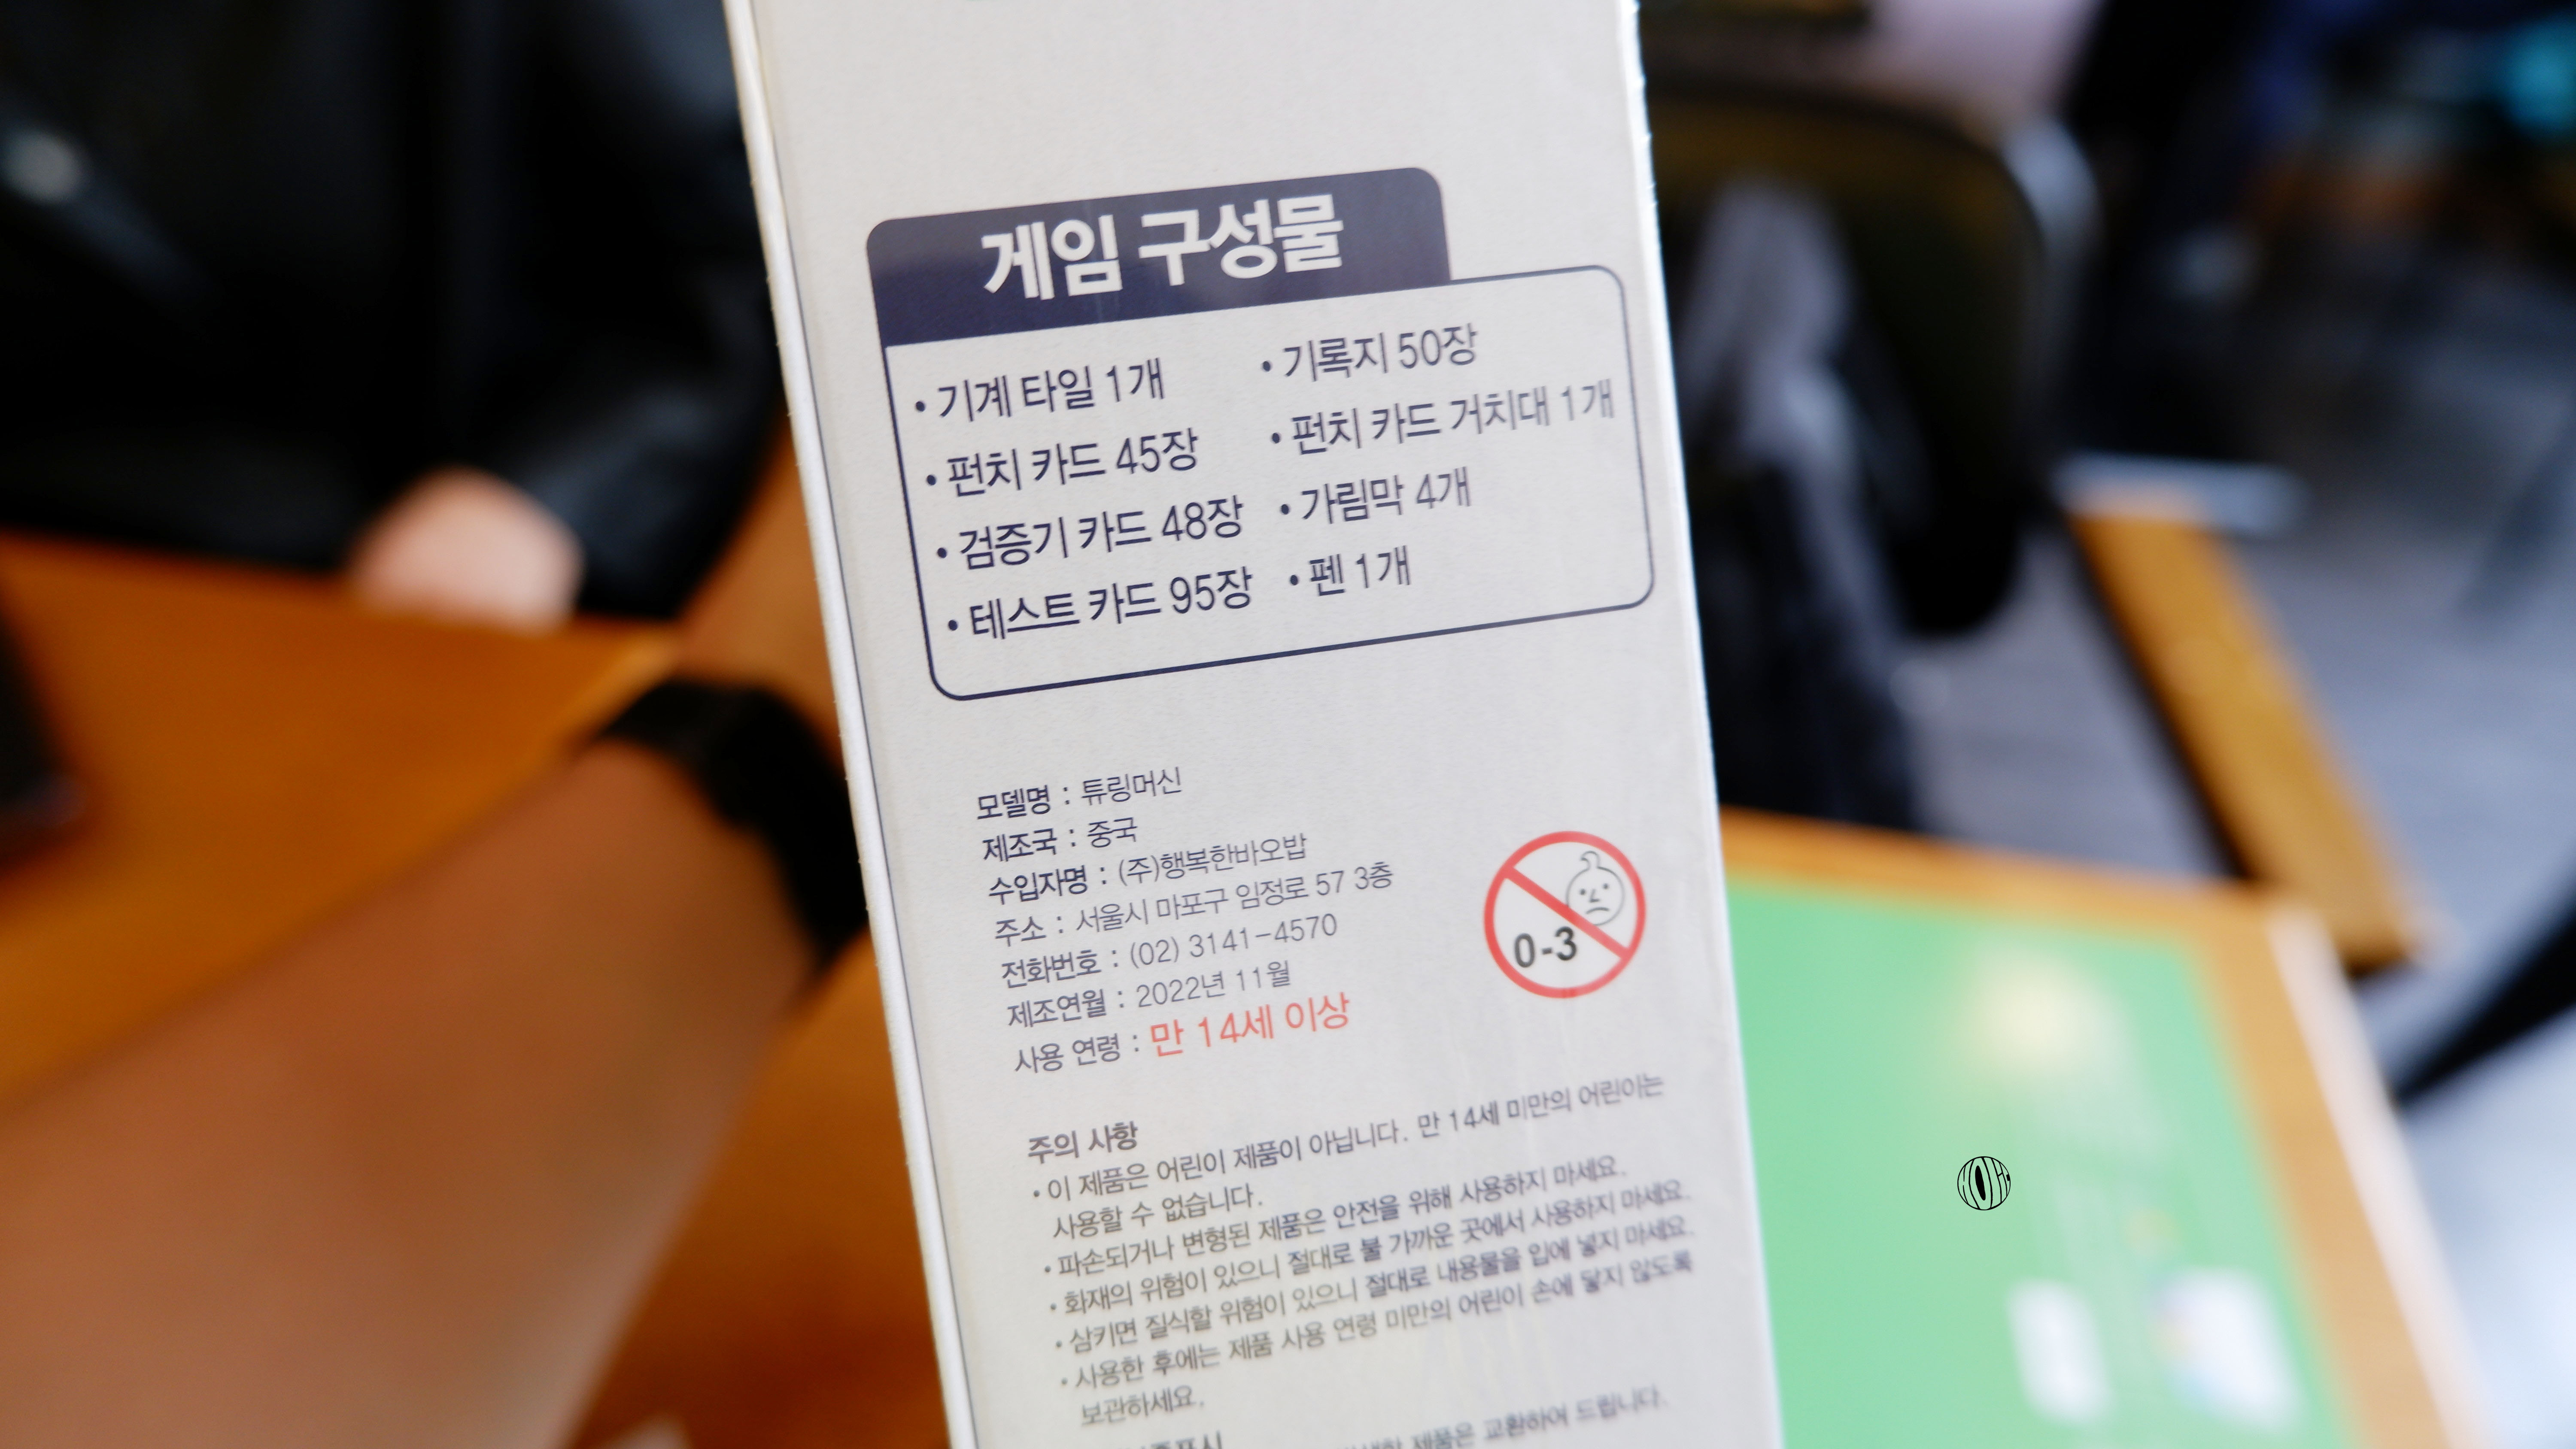 게임 구성물
• 기계 타일 1개
• 펀치 카드 45장
• 검증기 카드 48장
• 테스트 카드 95장
• 기록지 50장
• 펀치 카드 거치대 1개
• 가림막 4개
• 펜 1개
모델명 : 튜링머신
제조국 : 중국
수입자명 : (주)행복한바오밥
주소 : 서울시 마포구 임정로 57 3층
전화번호 : (02) 3141-4570
제조연월 : 2022년 11월
사용 연령 : 만 14세 이상
0-3
주의 사항
• 이 제품은 어린이 제품이 아닙니다. 만 14세 미만의 어린이는
사용할 수 없습니다.
• 파손되거나 변형된 제품은 안전을 위해 사용하지 마세요.
• 화재의 위험이 있으니 절대로 불 가까운 곳에서 사용하지 마세요.
• 삼키면 질식할 위험이 있으니 절대로 내용물을 입에 넣지 마세요.
• 사용한 후에는 제품 사용 연령 미만의 어린이 손에 닿지 않도록
보관하세요.
제품은 교환하여 드립니다.